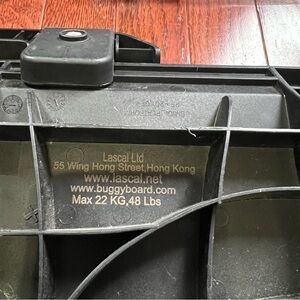 Lascal Ltd
55 Wing Hong Street,Hong Kong
www.lascal.net
www.buggyboard.com
Max 22 KG,48 Lbs